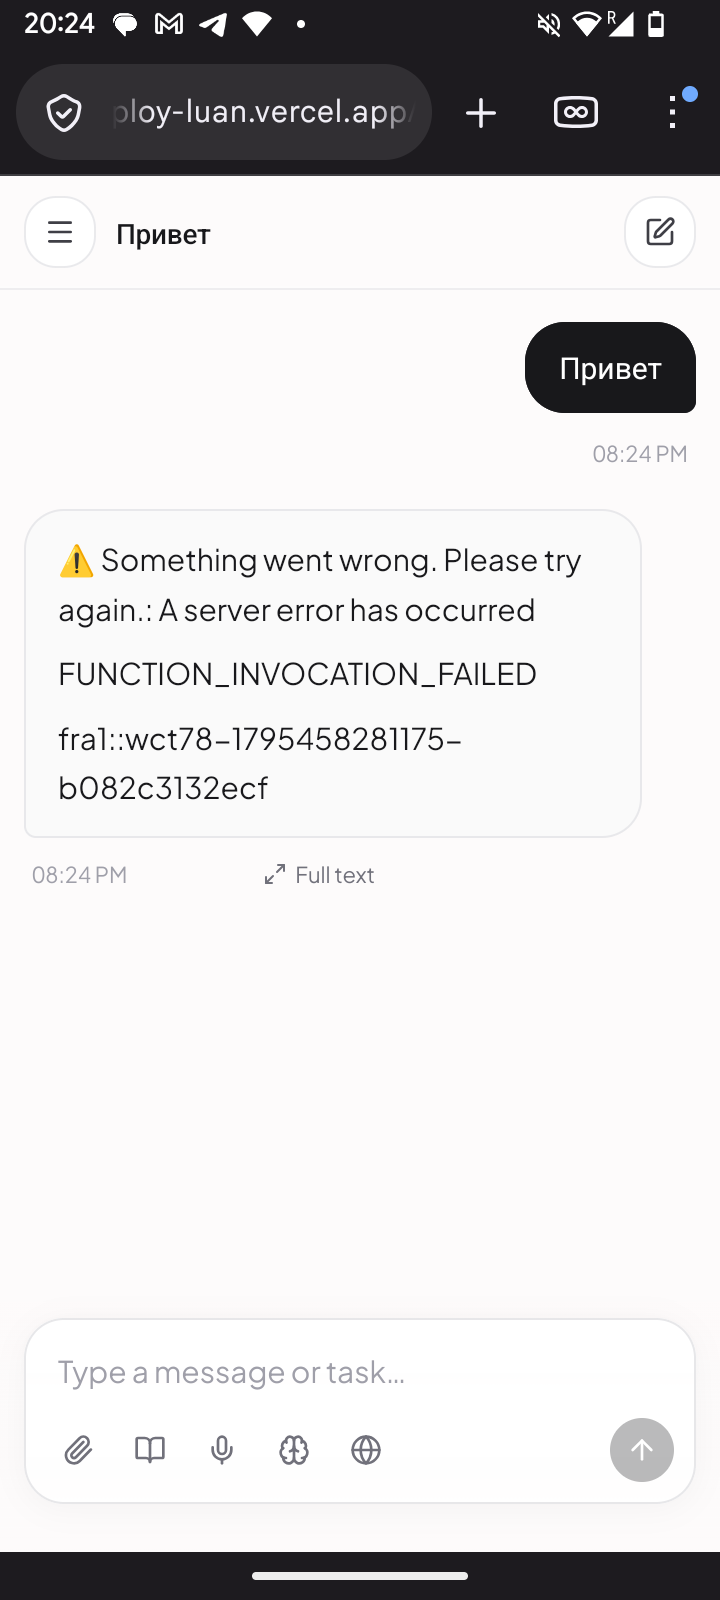 20:24
R
ploy-luan.vercel.app/
Привет
Привет
08:24 PM
⚠️ Something went wrong. Please try
again.: A server error has occurred
FUNCTION_INVOCATION_FAILED
fra1::wct78-1795458281175-
b082c3132ecf
08:24 PM
Full text
Type a message or task...